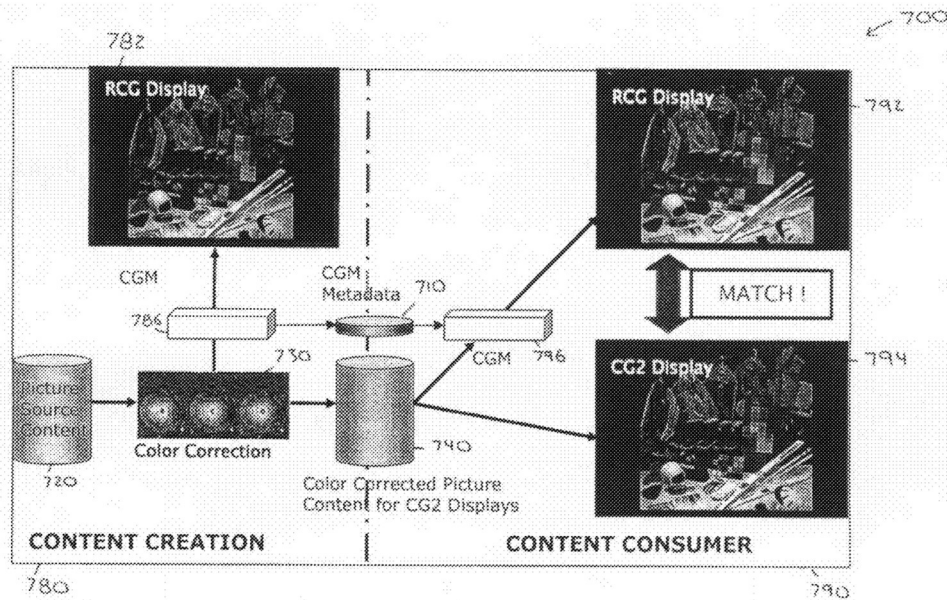 700
782
RCG Display
RCG Display
792
CGM
CGM
Metadata
710
MATCH !
786
730
CGM
796
794
CG2 Display
Picture
Source
Content
740
720
Color Correction
Color Corrected Picture
Content for CG2 Displays
CONTENT CREATION
CONTENT CONSUMER
780
790